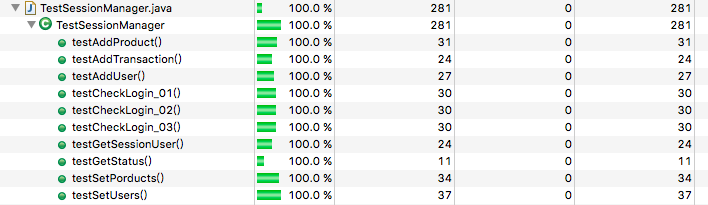 TestSessionManager.java 100.0 % 281 0 281
TestSessionManager 100.0 % 281 0 281
testAddProduct() 100.0 % 31 0 31
testAddTransaction() 100.0 % 24 0 24
testAddUser() 100.0 % 27 0 27
testCheckLogin_01() 100.0 % 30 0 30
testCheckLogin_02() 100.0 % 30 0 30
testCheckLogin_03() 100.0 % 30 0 30
testGetSessionUser() 100.0 % 24 0 24
testGetStatus() 100.0 % 11 0 11
testSetPorducts() 100.0 % 34 0 34
testSetUsers() 100.0 % 37 0 37